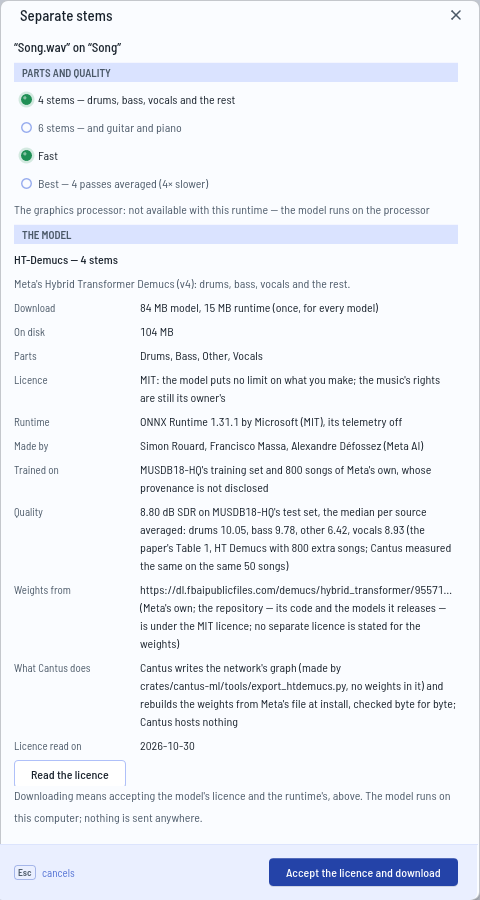 Separate stems
“Song.wav” on “Song”
PARTS AND QUALITY
4 stems — drums, bass, vocals and the rest
6 stems — and guitar and piano
Fast
Best — 4 passes averaged (4× slower)
The graphics processor: not available with this runtime — the model runs on the processor
THE MODEL
HT-Demucs — 4 stems
Meta's Hybrid Transformer Demucs (v4): drums, bass, vocals and the rest.
Download 84 MB model, 15 MB runtime (once, for every model)
On disk 104 MB
Parts Drums, Bass, Other, Vocals
Licence MIT: the model puts no limit on what you make; the music's rights
are still its owner's
Runtime ONNX Runtime 1.31.1 by Microsoft (MIT), its telemetry off
Made by Simon Rouard, Francisco Massa, Alexandre Défossez (Meta AI)
Trained on MUSDB18-HQ's training set and 800 songs of Meta's own, whose
provenance is not disclosed
Quality 8.80 dB SDR on MUSDB18-HQ's test set, the median per source
averaged: drums 10.05, bass 9.78, other 6.42, vocals 8.93 (the
paper's Table 1, HT Demucs with 800 extra songs; Cantus measured
the same on the same 50 songs)
Weights from https://dl.fbaipublicfiles.com/demucs/hybrid_transformer/95571…
(Meta's own; the repository — its code and the models it releases —
is under the MIT licence; no separate licence is stated for the
weights)
What Cantus does Cantus writes the network's graph (made by
crates/cantus-ml/tools/export_htdemucs.py, no weights in it) and
rebuilds the weights from Meta's file at install, checked byte for byte;
Cantus hosts nothing
Licence read on 2026-10-30
Read the licence
Downloading means accepting the model's licence and the runtime's, above. The model runs on
this computer; nothing is sent anywhere.
Esc cancels
Accept the licence and download